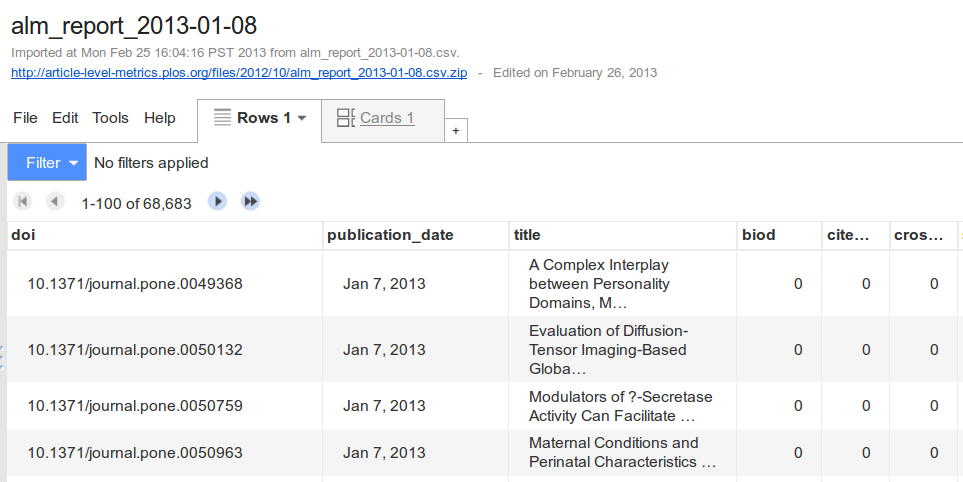 alm_report_2013-01-08
Imported at Mon Feb 25 16:04:16 PST 2013 from alm_report_2013-01-08.csv.
http://article-level-metrics.plos.org/files/2012/10/alm_report_2013-01-08.csv.zip - Edited on February 26, 2013
File Edit Tools Help Rows 1 Cards 1 +
Filter No filters applied
1-100 of 68,683
doi publication_date title biod cite… cros…
10.1371/journal.pone.0049368 Jan 7, 2013 A Complex Interplay
between Personality
Domains, M… 0 0 0
10.1371/journal.pone.0050132 Jan 7, 2013 Evaluation of Diffusion-
Tensor Imaging-Based
Globa… 0 0 0
10.1371/journal.pone.0050759 Jan 7, 2013 Modulators of ?-Secretase
Activity Can Facilitate … 0 0 0
10.1371/journal.pone.0050963 Jan 7, 2013 Maternal Conditions and
Perinatal Characteristics … 0 0 0